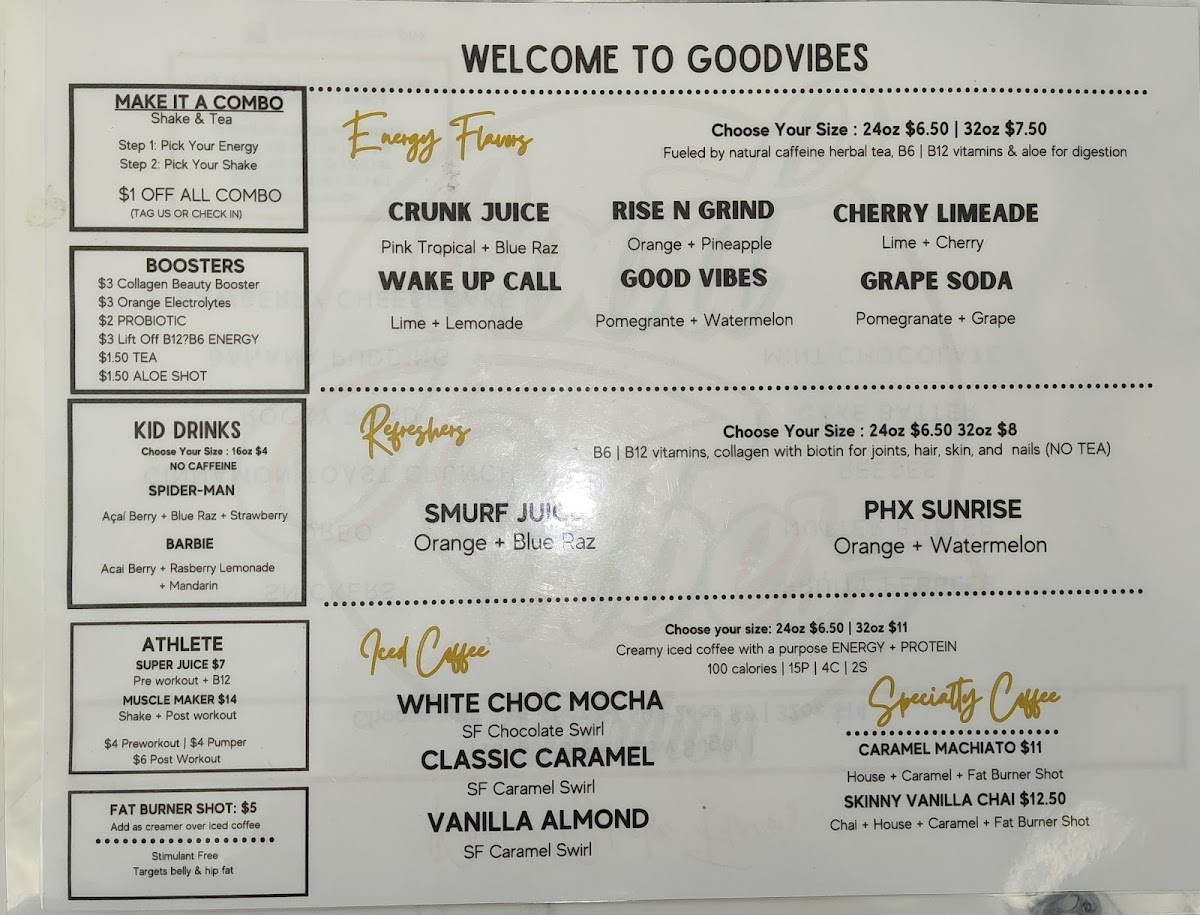 WELCOME TO GOODVIBES
MAKE IT A COMBO
Shake & Tea
Step 1: Pick Your Energy
Step 2: Pick Your Shake
$1 OFF ALL COMBO
(TAG US OR CHECK IN)
BOOSTERS
$3 Collagen Beauty Booster
$3 Orange Electrolytes
$2 PROBIOTIC
$3 Lift Off B12?B6 ENERGY
$1.50 TEA
$1.50 ALOE SHOT
KID DRINKS
Choose Your Size : 16oz $4
NO CAFFEINE
SPIDER-MAN
Açaí Berry + Blue Raz + Strawberry
BARBIE
Acai Berry + Rasberry Lemonade
+ Mandarin
ATHLETE
SUPER JUICE $7
Pre workout + B12
MUSCLE MAKER $14
Shake + Post workout
$4 Preworkout | $4 Pumper
$6 Post Workout
FAT BURNER SHOT: $5
Add as creamer over iced coffee
Stimulant Free
Targets belly & hip fat
Energy Flavors
Choose Your Size : 24oz $6.50 | 32oz $7.50
Fueled by natural caffeine herbal tea, B6 | B12 vitamins & aloe for digestion
CRUNK JUICE
Pink Tropical + Blue Raz
RISE N GRIND
Orange + Pineapple
CHERRY LIMEADE
Lime + Cherry
WAKE UP CALL
Lime + Lemonade
GOOD VIBES
Pomegrante + Watermelon
GRAPE SODA
Pomegranate + Grape
Refreshers
Choose Your Size : 24oz $6.50 32oz $8
B6 | B12 vitamins, collagen with biotin for joints, hair, skin, and nails (NO TEA)
SMURF JUICE
Orange + Blue Raz
PHX SUNRISE
Orange + Watermelon
Iced Coffee
Choose your size: 24oz $6.50 | 32oz $11
Creamy iced coffee with a purpose ENERGY + PROTEIN
100 calories | 15P | 4C | 2S
WHITE CHOC MOCHA
SF Chocolate Swirl
CLASSIC CARAMEL
SF Caramel Swirl
VANILLA ALMOND
SF Caramel Swirl
Specialty Coffee
CARAMEL MACHIATO $11
House + Caramel + Fat Burner Shot
SKINNY VANILLA CHAI $12.50
Chai + House + Caramel + Fat Burner Shot